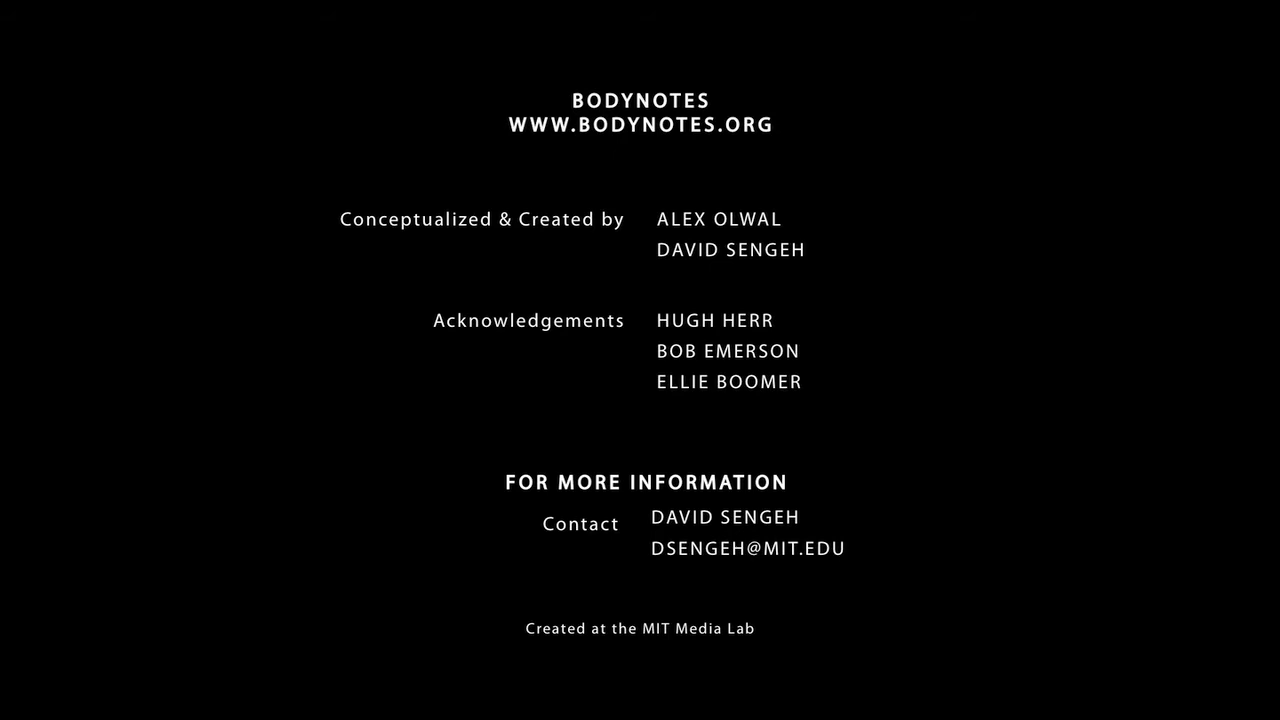 BODYNOTES
WWW.BODYNOTES.ORG
Conceptualized & Created by ALEX OLWAL
DAVID SENGEH
Acknowledgements HUGH HERR
BOB EMERSON
ELLIE BOOMER
FOR MORE INFORMATION
Contact DAVID SENGEH
DSENGEH@MIT.EDU
Created at the MIT Media Lab